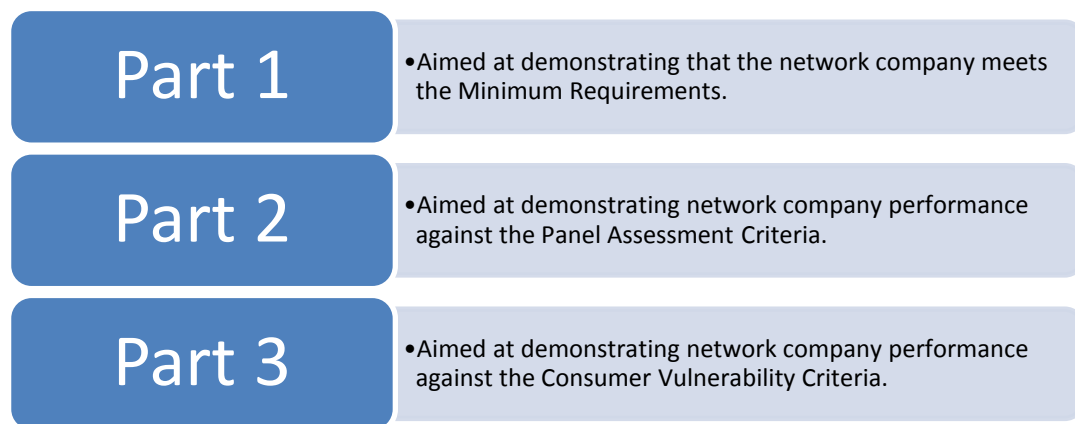 Part 1
•Aimed at demonstrating that the network company meets
the Minimum Requirements.
Part 2
•Aimed at demonstrating network company performance
against the Panel Assessment Criteria.
Part 3
•Aimed at demonstrating network company performance
against the Consumer Vulnerability Criteria.